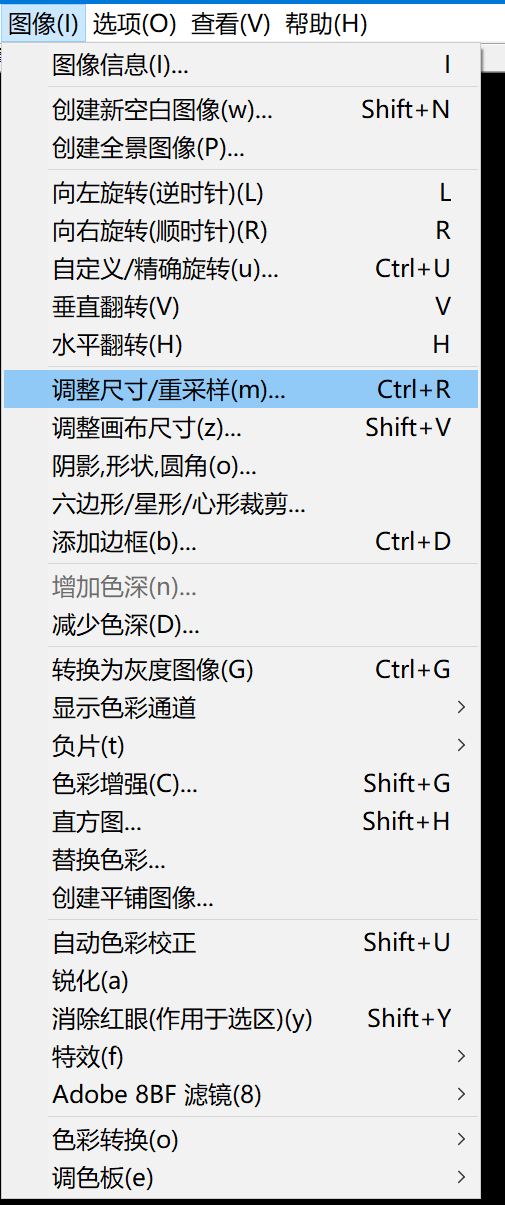 图像(I) 选项(O) 查看(V) 帮助(H)
图像信息(I)... I
创建新空白图像(w)... Shift+N
创建全景图像(P)...
向左旋转(逆时针)(L) L
向右旋转(顺时针)(R) R
自定义/精确旋转(u)... Ctrl+U
垂直翻转(V) V
水平翻转(H) H
调整尺寸/重采样(m)... Ctrl+R
调整画布尺寸(z)... Shift+V
阴影,形状,圆角(o)...
六边形/星形/心形裁剪...
添加边框(b)... Ctrl+D
增加色深(n)...
减少色深(D)...
转换为灰度图像(G) Ctrl+G
显示色彩通道
负片(t)
色彩增强(C)... Shift+G
直方图... Shift+H
替换色彩...
创建平铺图像...
自动色彩校正 Shift+U
锐化(a)
消除红眼(作用于选区)(y) Shift+Y
特效(f)
Adobe 8BF 滤镜(8)
色彩转换(o)
调色板(e)